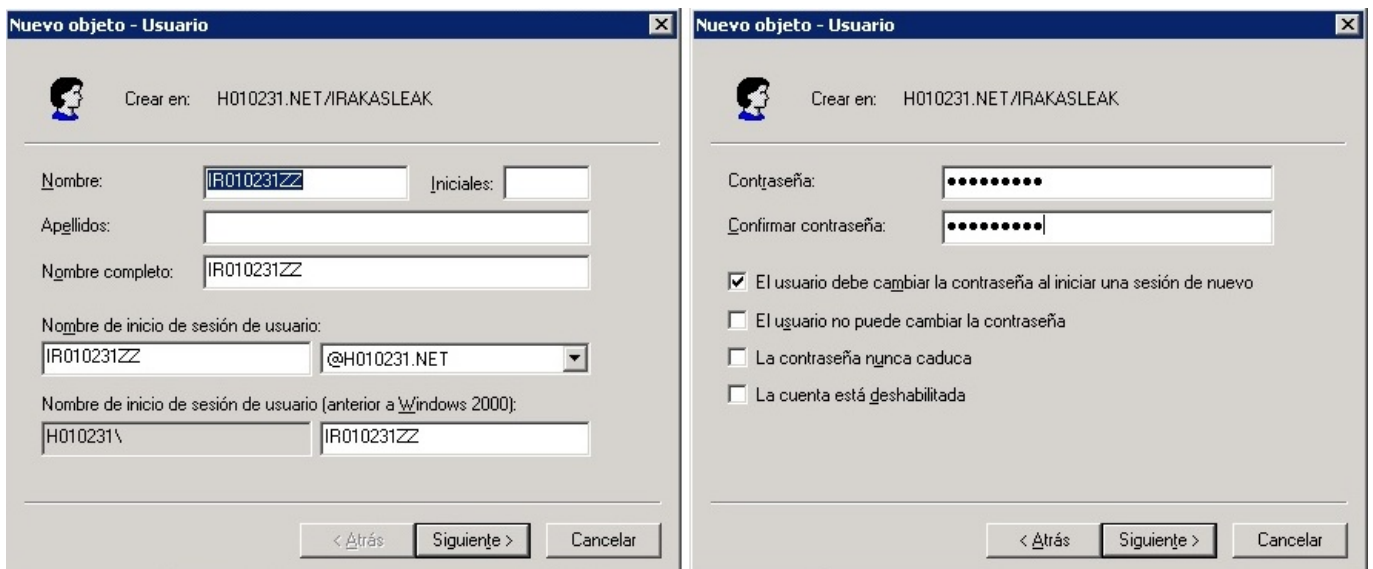 Nuevo objeto - Usuario
Crear en: H010231.NET/IRAKASLEAK
Nombre: IR010231ZZ Iniciales:
Apellidos:
Nombre completo: IR010231ZZ
Nombre de inicio de sesión de usuario:
IR010231ZZ @H010231.NET
Nombre de inicio de sesión de usuario (anterior a Windows 2000):
H010231\ IR010231ZZ
< Atrás Siguiente > Cancelar
Nuevo objeto - Usuario
Crear en: H010231.NET/IRAKASLEAK
Contraseña: ●●●●●●●●●
Confirmar contraseña: ●●●●●●●●●
El usuario debe cambiar la contraseña al iniciar una sesión de nuevo
El usuario no puede cambiar la contraseña
La contraseña nunca caduca
La cuenta está deshabilitada
< Atrás Siguiente > Cancelar